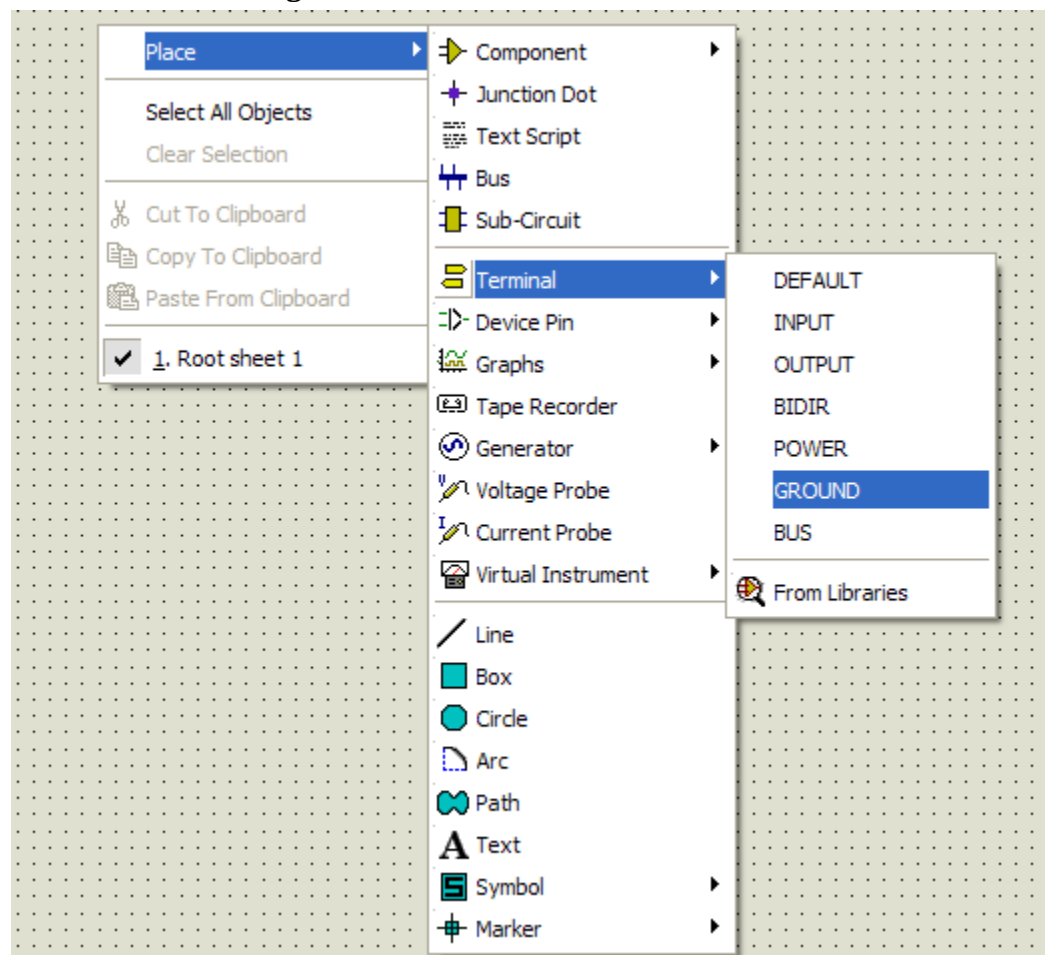 Place
Select All Objects
Clear Selection
Cut To Clipboard
Copy To Clipboard
Paste From Clipboard
1. Root sheet 1
Component
Junction Dot
Text Script
Bus
Sub-Circuit
Terminal
Device Pin
Graphs
Tape Recorder
Generator
Voltage Probe
Current Probe
Virtual Instrument
Line
Box
Circle
Arc
Path
A Text
Symbol
Marker
DEFAULT
INPUT
OUTPUT
BIDIR
POWER
GROUND
BUS
From Libraries